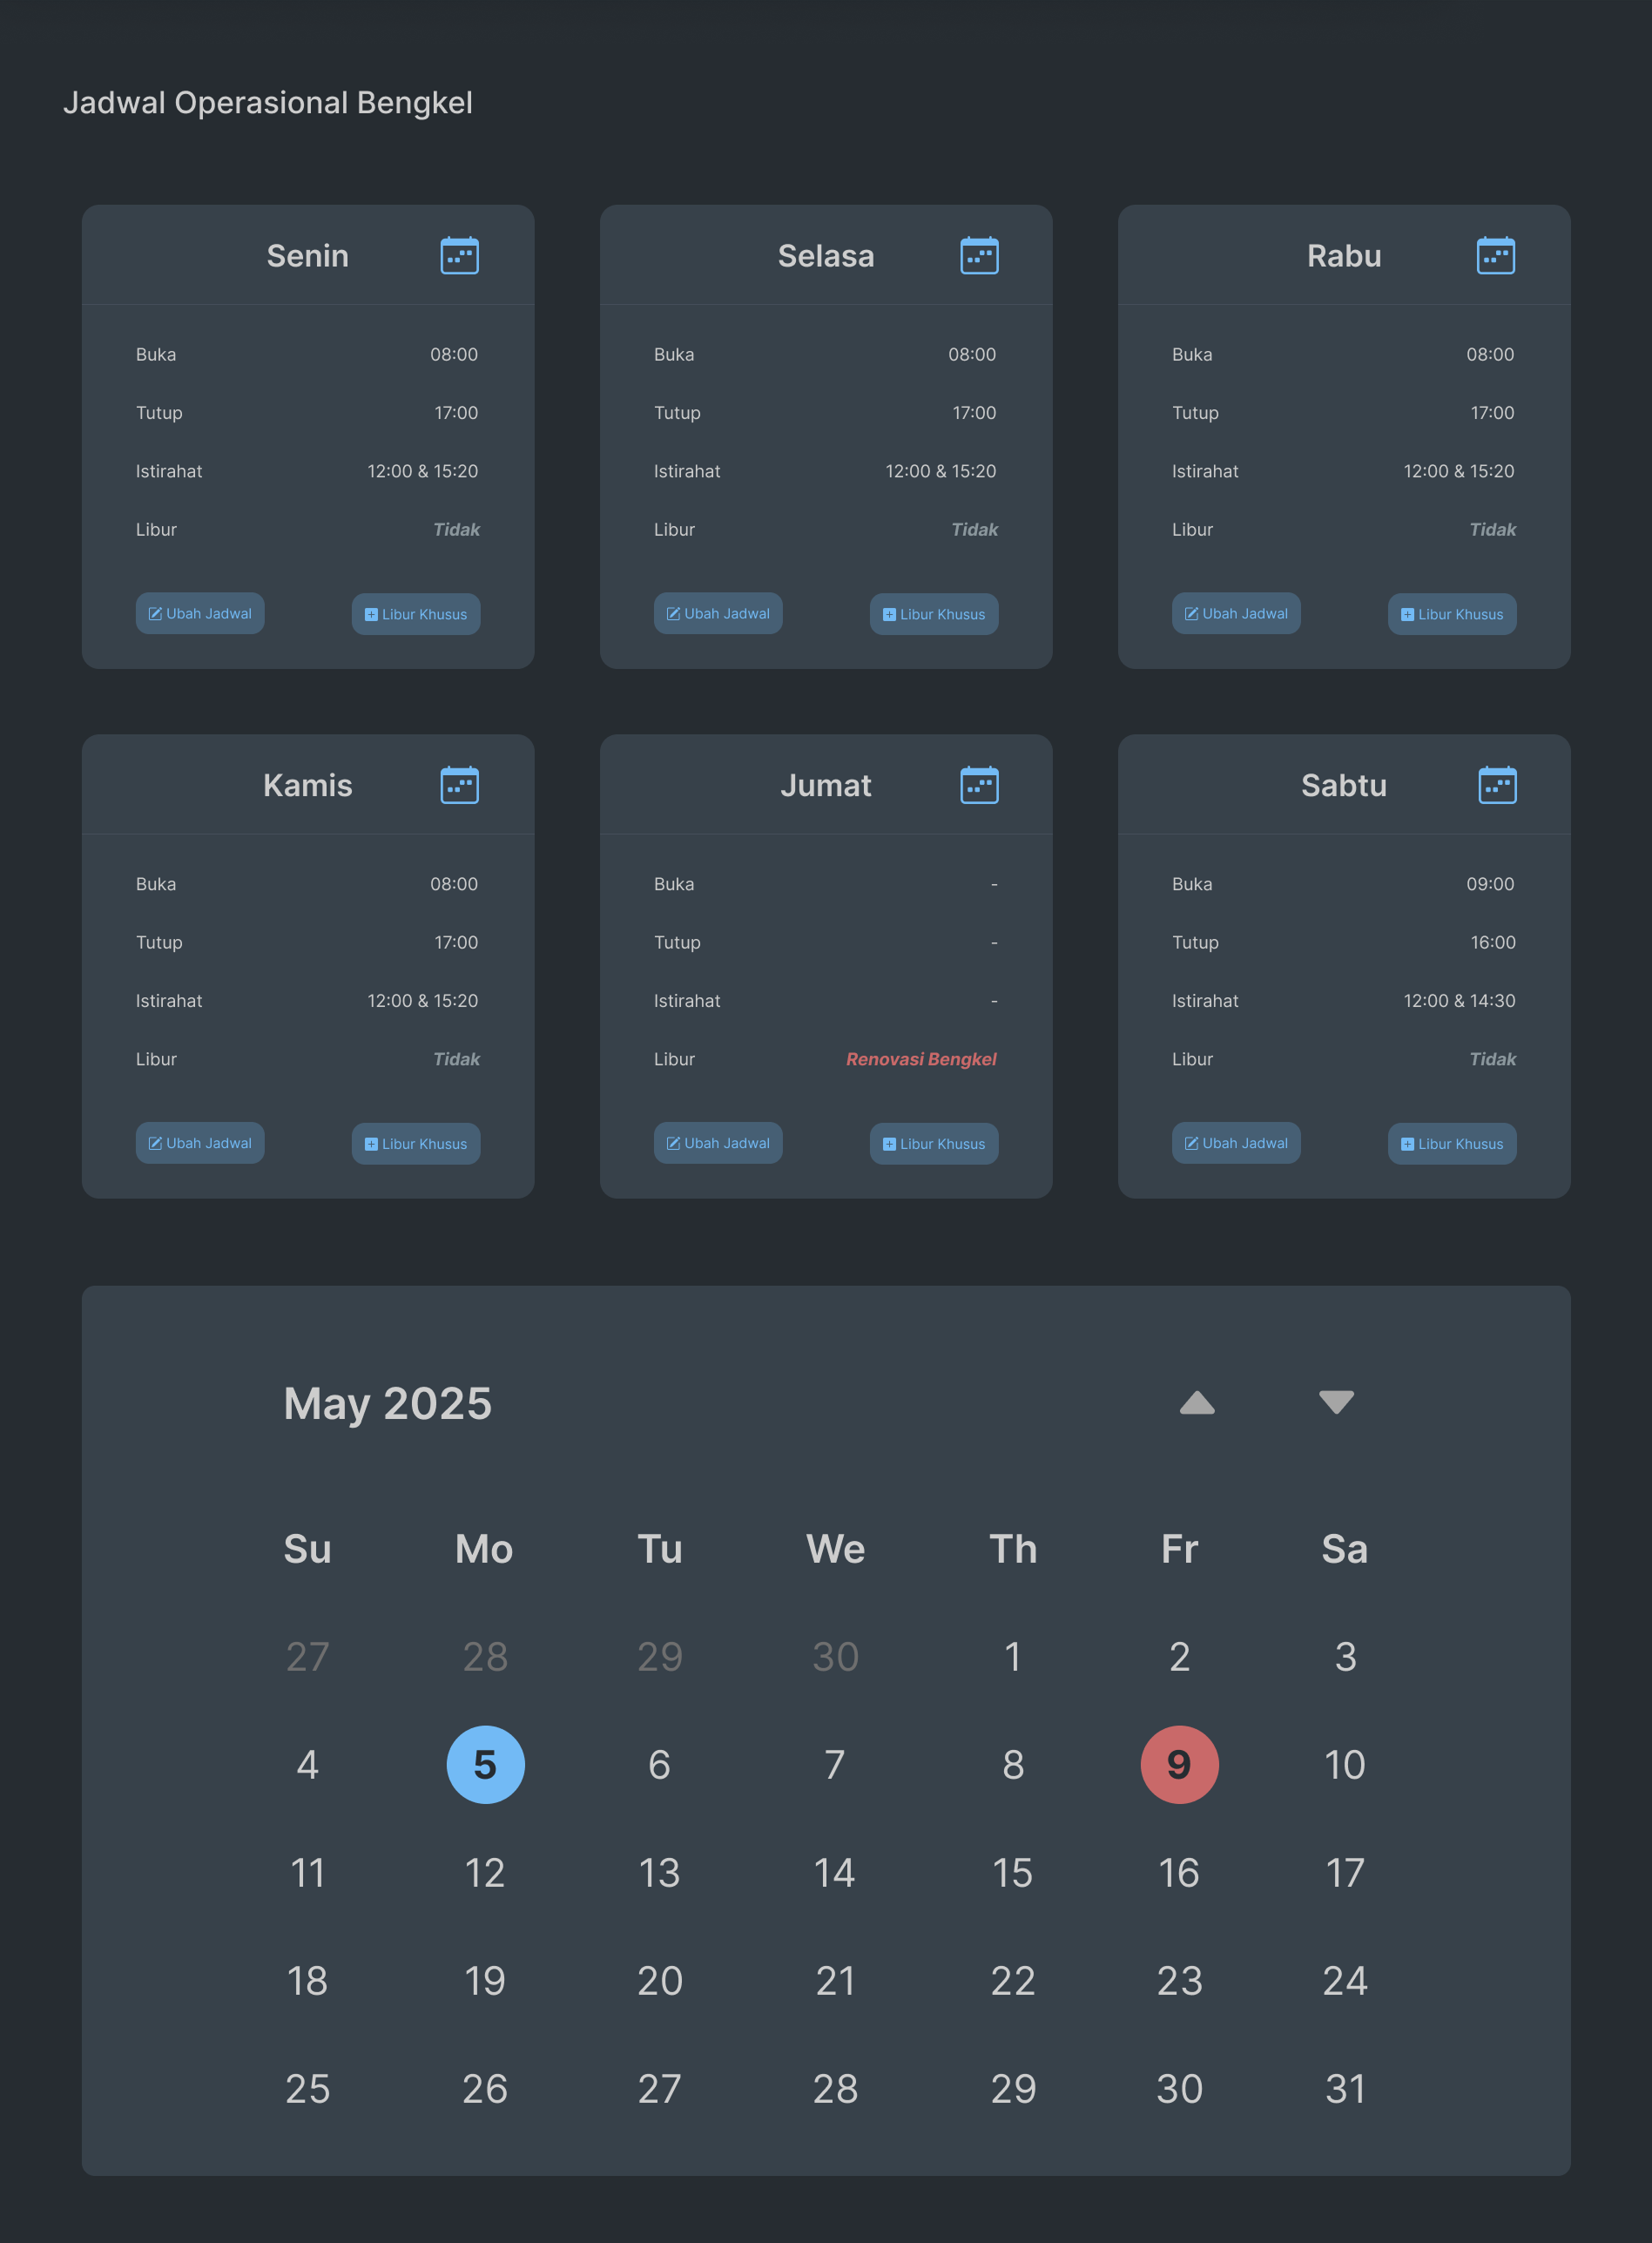 Jadwal Operasional Bengkel
Senin
Buka 08:00
Tutup 17:00
Istirahat 12:00 & 15:20
Libur Tidak
Ubah Jadwal Libur Khusus
Selasa
Buka 08:00
Tutup 17:00
Istirahat 12:00 & 15:20
Libur Tidak
Ubah Jadwal Libur Khusus
Rabu
Buka 08:00
Tutup 17:00
Istirahat 12:00 & 15:20
Libur Tidak
Ubah Jadwal Libur Khusus
Kamis
Buka 08:00
Tutup 17:00
Istirahat 12:00 & 15:20
Libur Tidak
Ubah Jadwal Libur Khusus
Jumat
Buka -
Tutup -
Istirahat -
Libur Renovasi Bengkel
Ubah Jadwal Libur Khusus
Sabtu
Buka 09:00
Tutup 16:00
Istirahat 12:00 & 14:30
Libur Tidak
Ubah Jadwal Libur Khusus
May 2025
Su Mo Tu We Th Fr Sa
27 28 29 30 1 2 3
4 5 6 7 8 9 10
11 12 13 14 15 16 17
18 19 20 21 22 23 24
25 26 27 28 29 30 31